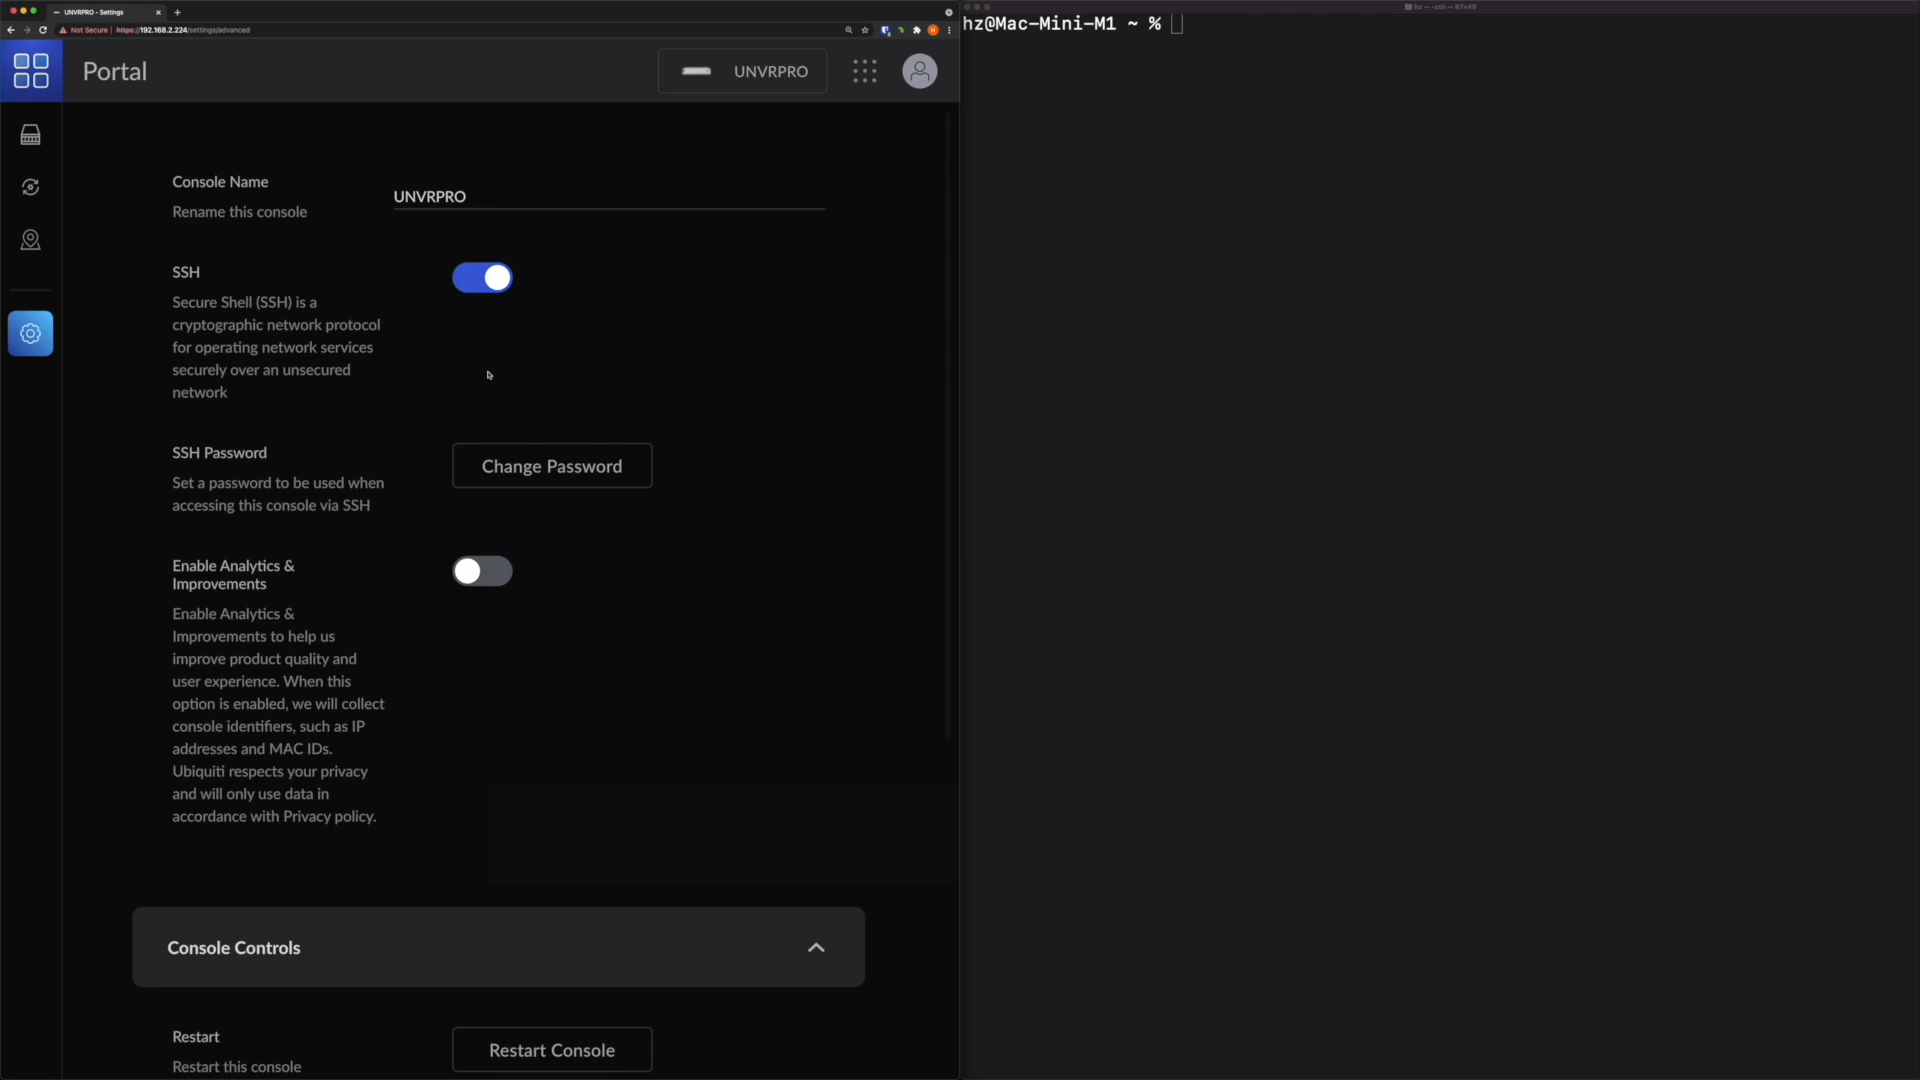 UNVRPRO - Settings
Not Secure | https://192.168.2.224/settings/advanced
Portal
UNVRPRO
Console Name
Rename this console
UNVRPRO
SSH
Secure Shell (SSH) is a
cryptographic network protocol
for operating network services
securely over an unsecured
network
SSH Password
Set a password to be used when
accessing this console via SSH
Change Password
Enable Analytics &
Improvements
Enable Analytics &
Improvements to help us
improve product quality and
user experience. When this
option is enabled, we will collect
console identifiers, such as IP
addresses and MAC IDs.
Ubiquiti respects your privacy
and will only use data in
accordance with Privacy policy.
Console Controls
Restart
Restart this console
Restart Console
hz — -zsh — 87×49
hz@Mac-Mini-M1 ~ %